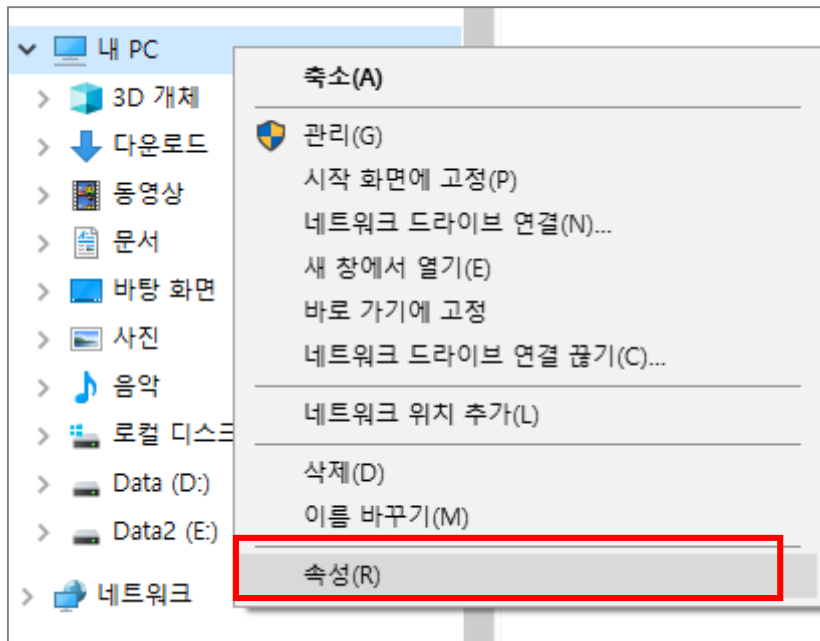 내 PC
3D 개체
다운로드
동영상
문서
바탕 화면
사진
음악
로컬 디스크
Data (D:)
Data2 (E:)
네트워크
축소(A)
관리(G)
시작 화면에 고정(P)
네트워크 드라이브 연결(N)...
새 창에서 열기(E)
바로 가기에 고정
네트워크 드라이브 연결 끊기(C)...
네트워크 위치 추가(L)
삭제(D)
이름 바꾸기(M)
속성(R)